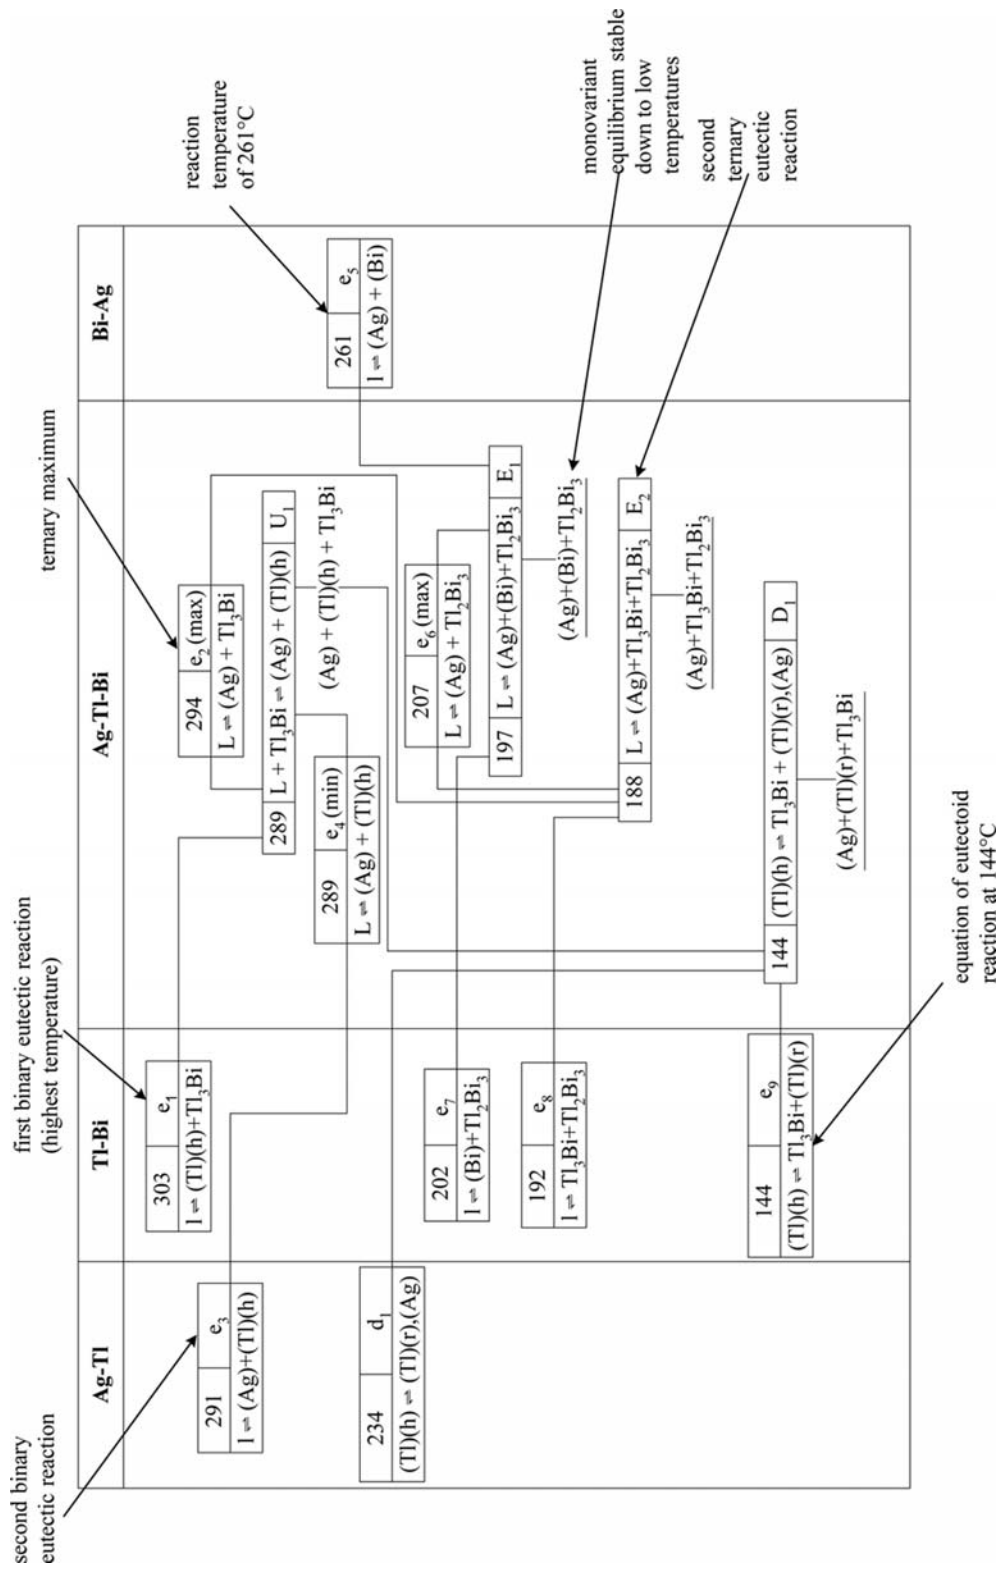 second binary
eutectic reaction
first binary eutectic reaction
(highest temperature)
ternary maximum
reaction
temperature
of 261°C
Ag-Tl
Tl-Bi
Ag-Tl-Bi
Bi-Ag
303 e₁
l ⇌ (Tl)(h)+Tl₃Bi
294 e₂ (max)
L ⇌ (Ag) + Tl₃Bi
291 e₃
l ⇌ (Ag)+(Tl)(h)
289 L + Tl₃Bi ⇌ (Ag) + (Tl)(h) U₁
(Ag) + (Tl)(h) + Tl₃Bi
289 e₄ (min)
L ⇌ (Ag) + (Tl)(h)
261 e₅
l ⇌ (Ag) + (Bi)
234 d₁
(Tl)(h) ⇌ (Tl)(r),(Ag)
207 e₆ (max)
L ⇌ (Ag) + Tl₂Bi₃
202 e₇
l ⇌ (Bi)+Tl₂Bi₃
197 L ⇌ (Ag)+(Bi)+Tl₂Bi₃ E₁
(Ag)+(Bi)+Tl₂Bi₃
192 e₈
l ⇌ Tl₃Bi+Tl₂Bi₃
188 L ⇌ (Ag)+Tl₃Bi+Tl₂Bi₃ E₂
(Ag)+Tl₃Bi+Tl₂Bi₃
144 e₉
(Tl)(h) ⇌ Tl₃Bi+(Tl)(r)
144 (Tl)(h) ⇌ Tl₃Bi + (Tl)(r),(Ag) D₁
(Ag)+(Tl)(r)+Tl₃Bi
monovariant
equilibrium stable
down to low
temperatures
second
ternary
eutectic
reaction
equation of eutectoid
reaction at 144°C